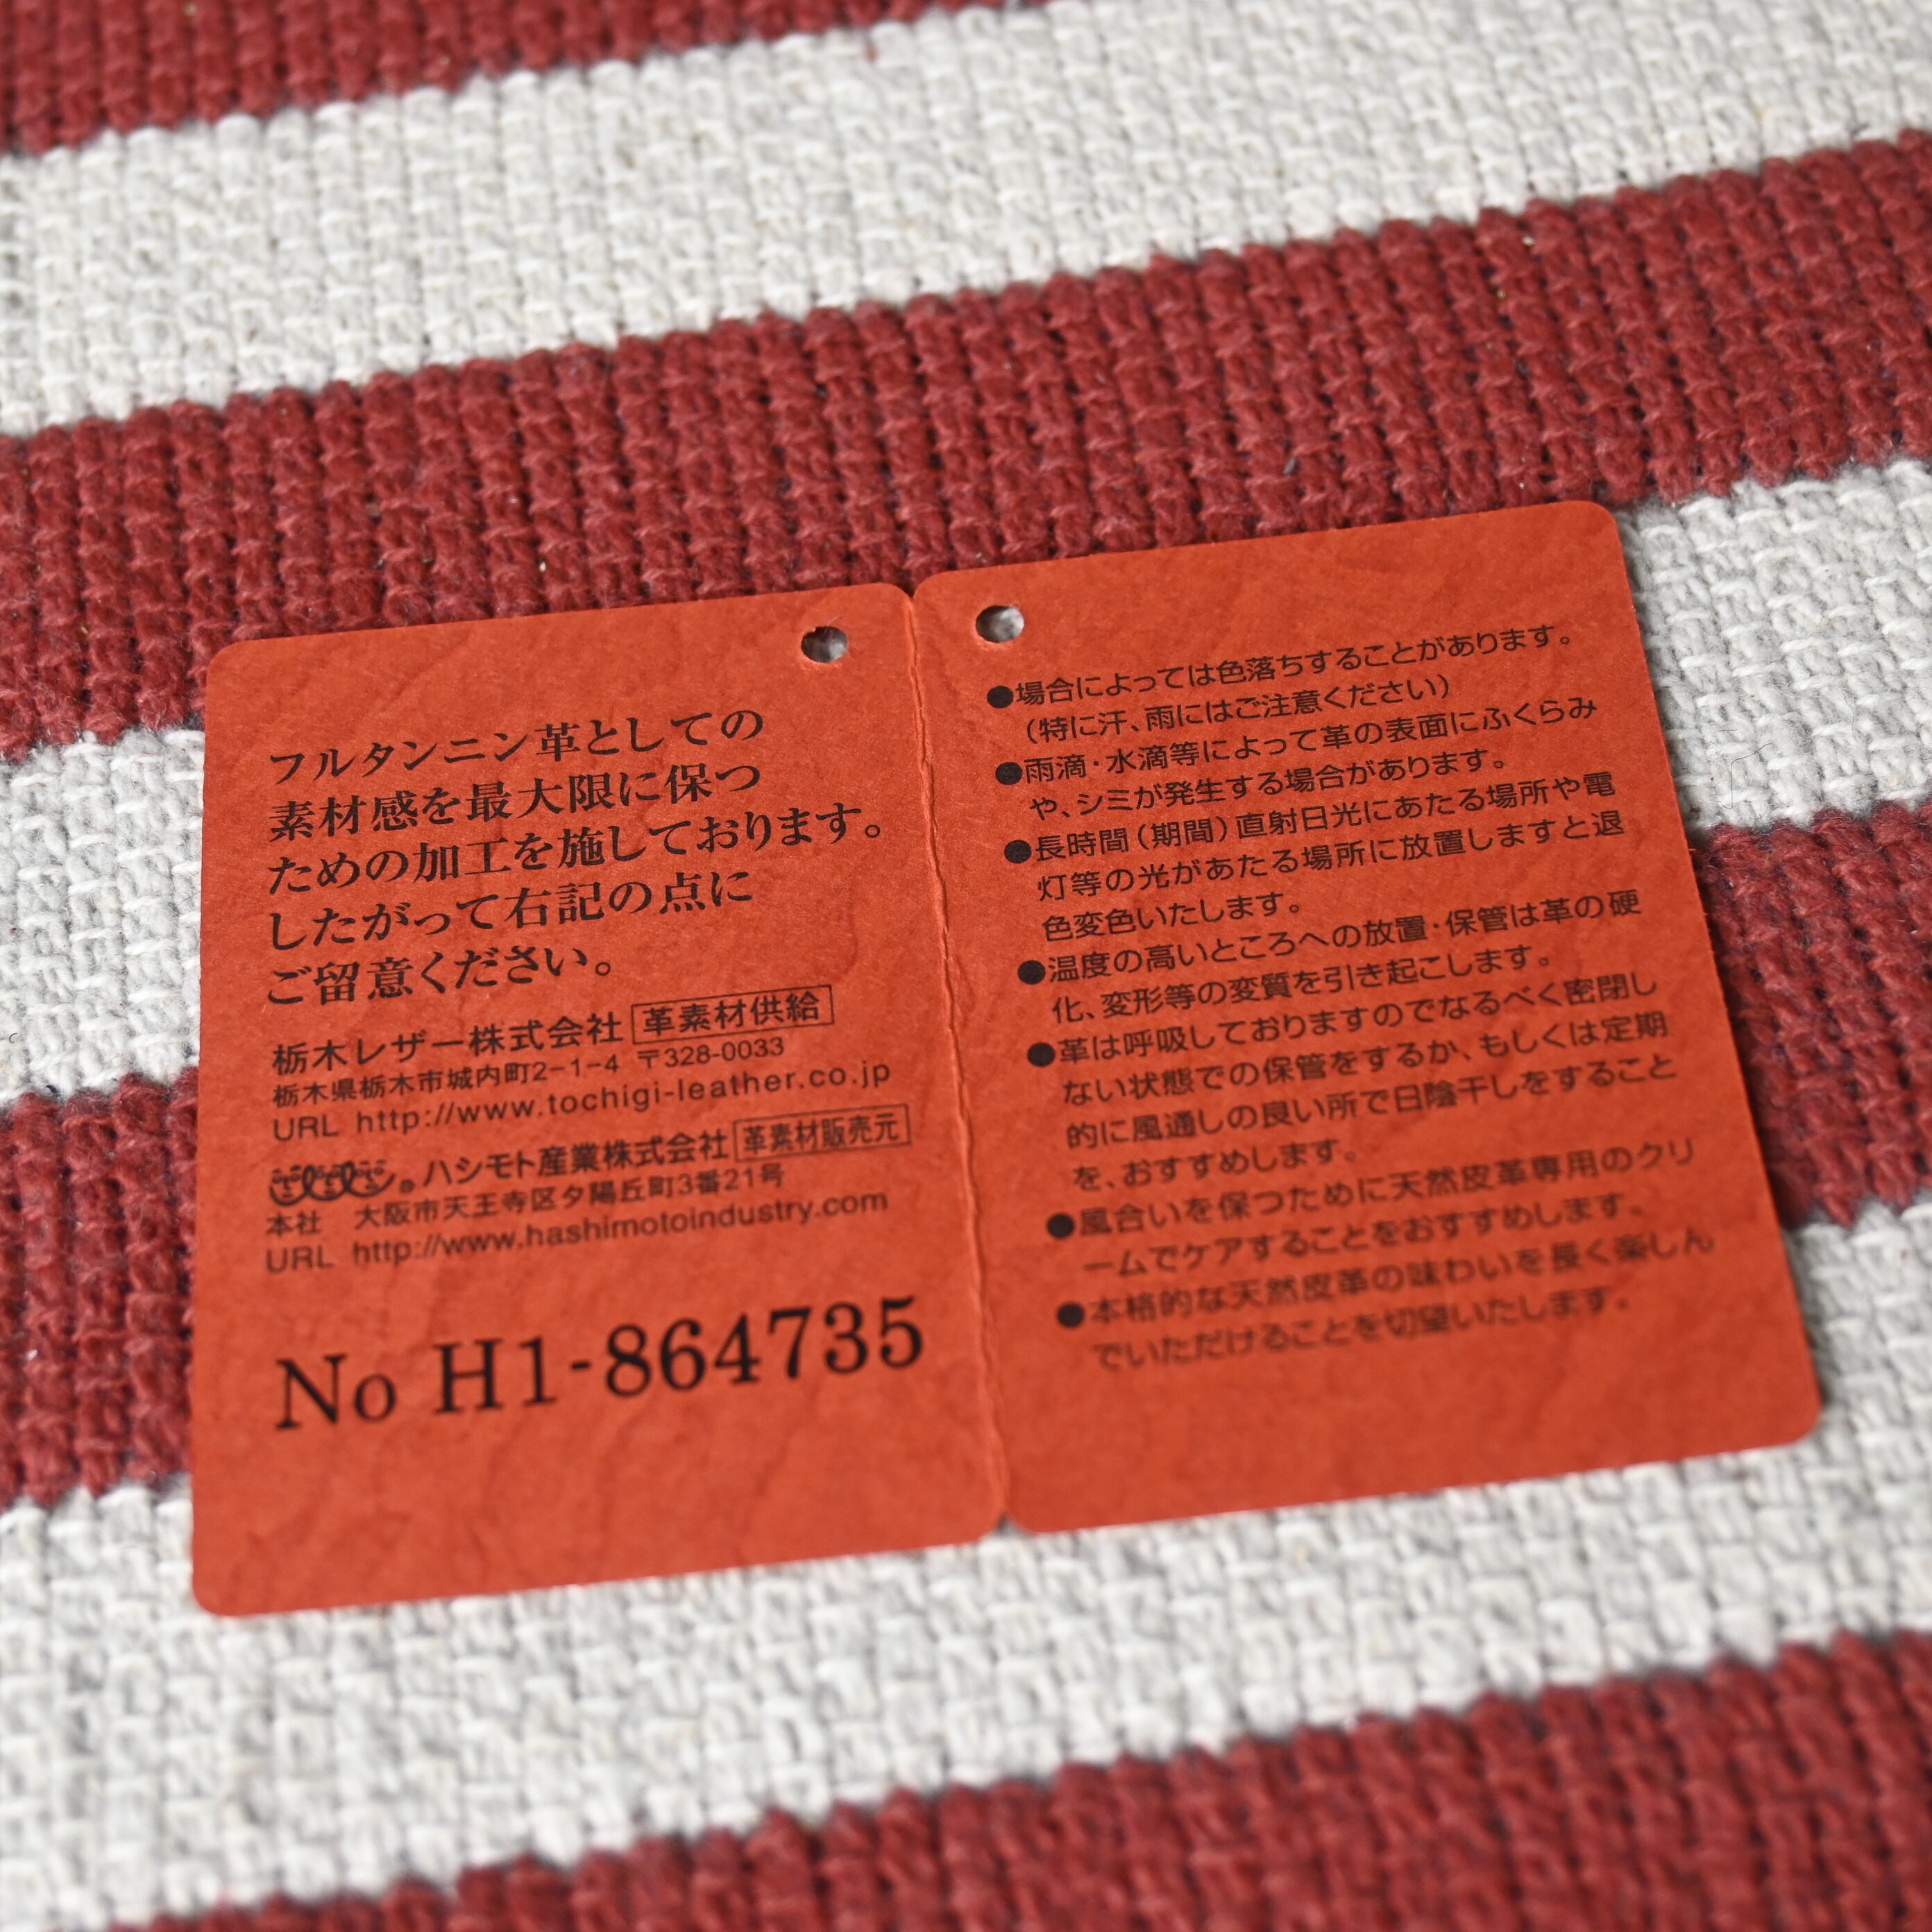 フルタンニン革としての
素材感を最大限に保つ
ための加工を施しております。
したがって右記の点に
ご留意ください。
栃木レザー株式会社 革素材供給
栃木県栃木市城内町2-1-4 〒328-0033
URL http://www.tochigi-leather.co.jp
® ハシモト産業株式会社 革素材販売元
本社 大阪市天王寺区夕陽丘町3番21号
URL http://www.hashimotoindustry.com
No H1-864735
●場合によっては色落ちすることがあります。
（特に汗、雨にはご注意ください）
●雨滴・水滴等によって革の表面にふくらみ
や、シミが発生する場合があります。
●長時間（期間）直射日光にあたる場所や電
灯等の光があたる場所に放置しますと退
色変色いたします。
●温度の高いところへの放置・保管は革の硬
化、変形等の変質を引き起こします。
●革は呼吸しておりますのでなるべく密閉し
ない状態での保管をするか、もしくは定期
的に風通しの良い所で日陰干しをすること
を、おすすめします。
●風合いを保つために天然皮革専用のクリ
ームでケアすることをおすすめします。
●本格的な天然皮革の味わいを長く楽しん
でいただけることを切望いたします。